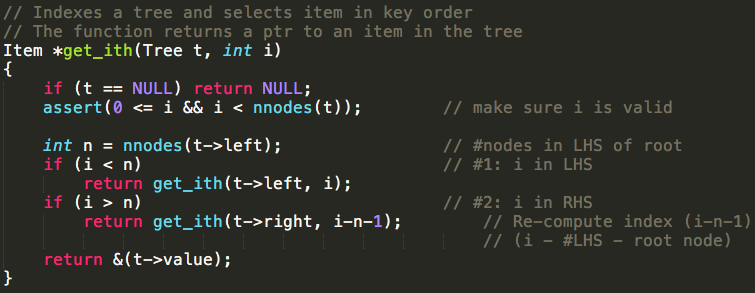 // Indexes a tree and selects item in key order
// The function returns a ptr to an item in the tree
Item *get_ith(Tree t, int i)
{
    if (t == NULL) return NULL;
    assert(0 <= i && i < nnodes(t));        // make sure i is valid

    int n = nnodes(t->left);                // #nodes in LHS of root
    if (i < n)                              // #1: i in LHS
        return get_ith(t->left, i);
    if (i > n)                              // #2: i in RHS
        return get_ith(t->right, i-n-1);        // Re-compute index (i-n-1)
                                                // (i - #LHS - root node)
    return &(t->value);
}